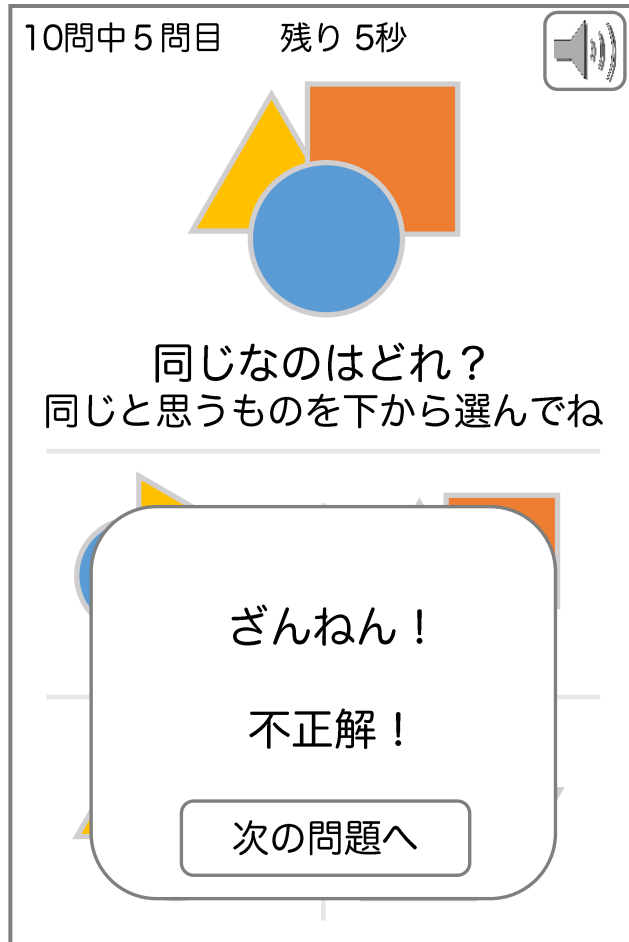 10問中５問目　　残り 5秒
同じなのはどれ？
同じと思うものを下から選んでね
ざんねん！
不正解！
次の問題へ